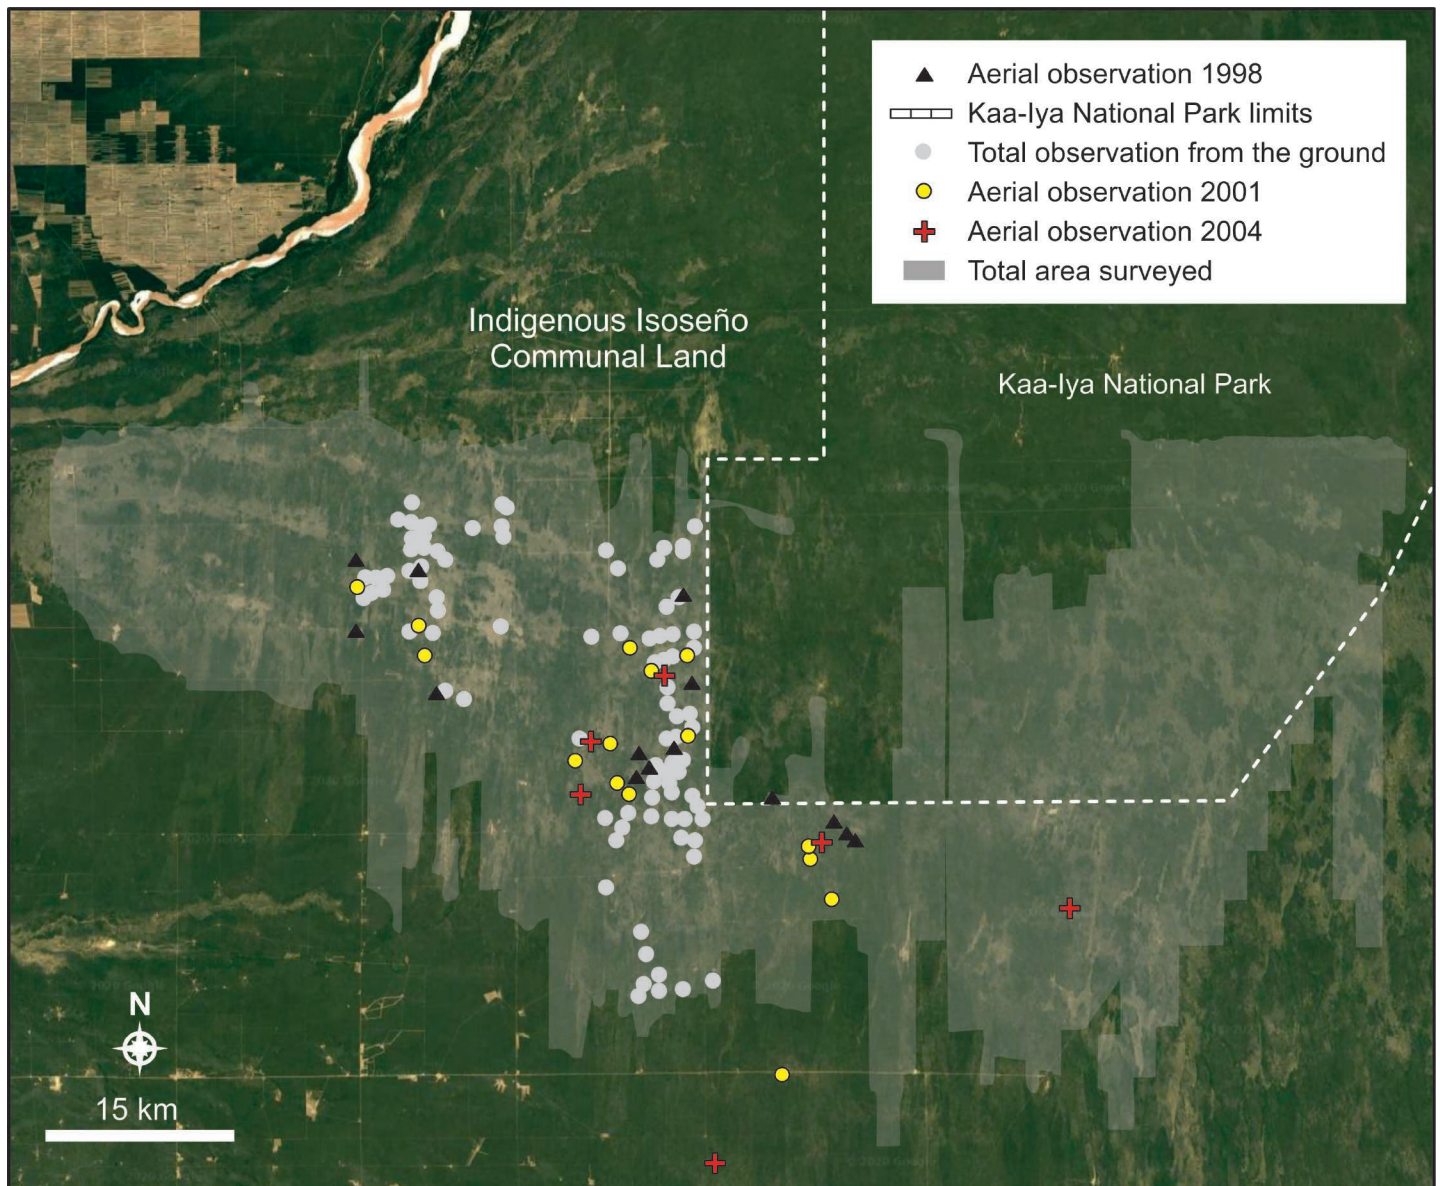 Aerial observation 1998
Kaa-Iya National Park limits
Total observation from the ground
Aerial observation 2001
Aerial observation 2004
Total area surveyed
Indigenous Isoseño
Communal Land
Kaa-Iya National Park
N
15 km